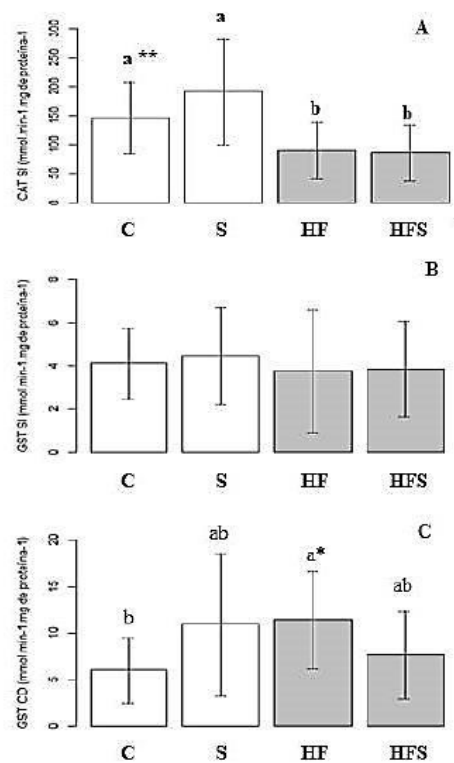 A
CAT SI (mmol min-1 mg de proteína-1)
300
250
200
150
100
50
0
a **
a
b
b
C S HF HFS
B
GST SI (mmol min-1 mg de proteína-1)
8
6
4
2
0
C S HF HFS
C
GST CD (mmol min-1 mg de proteína-1)
20
15
10
5
0
b
ab
a*
ab
C S HF HFS